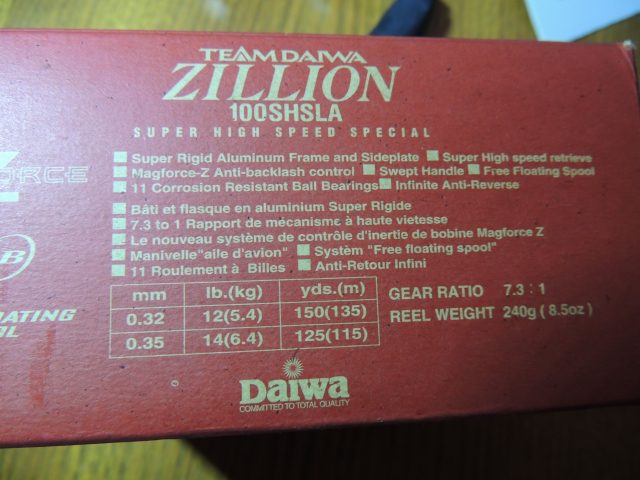 TEAM DAIWA
ZILLION
100SHSLA
SUPER HIGH SPEED SPECIAL
Super Rigid Aluminum Frame and Sideplate Super High speed retrieve
Magforce-Z Anti-backlash control Swept Handle Free Floating Spool
11 Corrosion Resistant Ball Bearings Infinite Anti-Reverse
Bâti et flasque en aluminium Super Rigide
7.3 to 1 Rapport de mécanisme à haute vietesse
Le nouveau système de contrôle d'inertie de bobine Magforce Z
Manivelle"aile d'avion" Systèm "Free floating spool"
11 Roulement à Billes Anti-Retour Infini
mm lb.(kg) yds.(m)
0.32 12(5.4) 150(135)
0.35 14(6.4) 125(115)
GEAR RATIO 7.3 : 1
REEL WEIGHT 240g ( 8.5oz )
ORCE
B
OATING
OL
Daiwa
COMMITTED TO TOTAL QUALITY